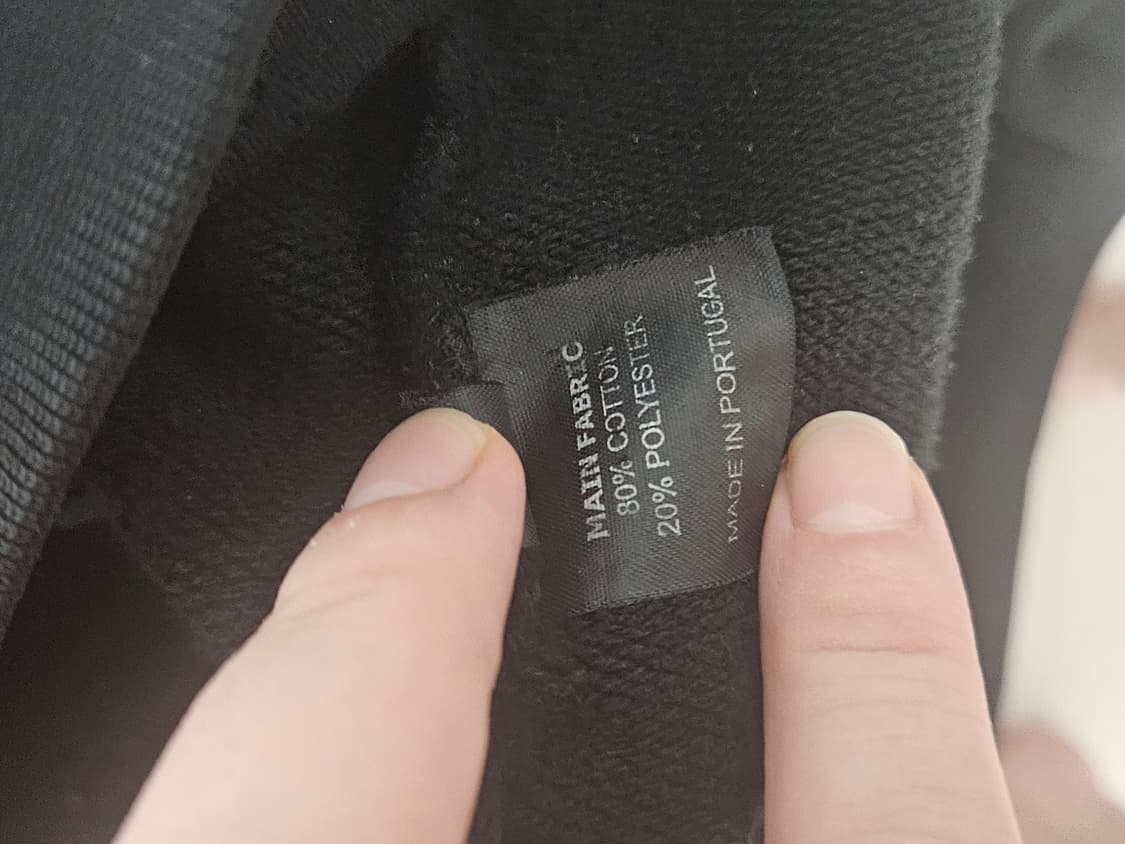 MAIN FABRIC
80% COTTON
20% POLYESTER
MADE IN PORTUGAL